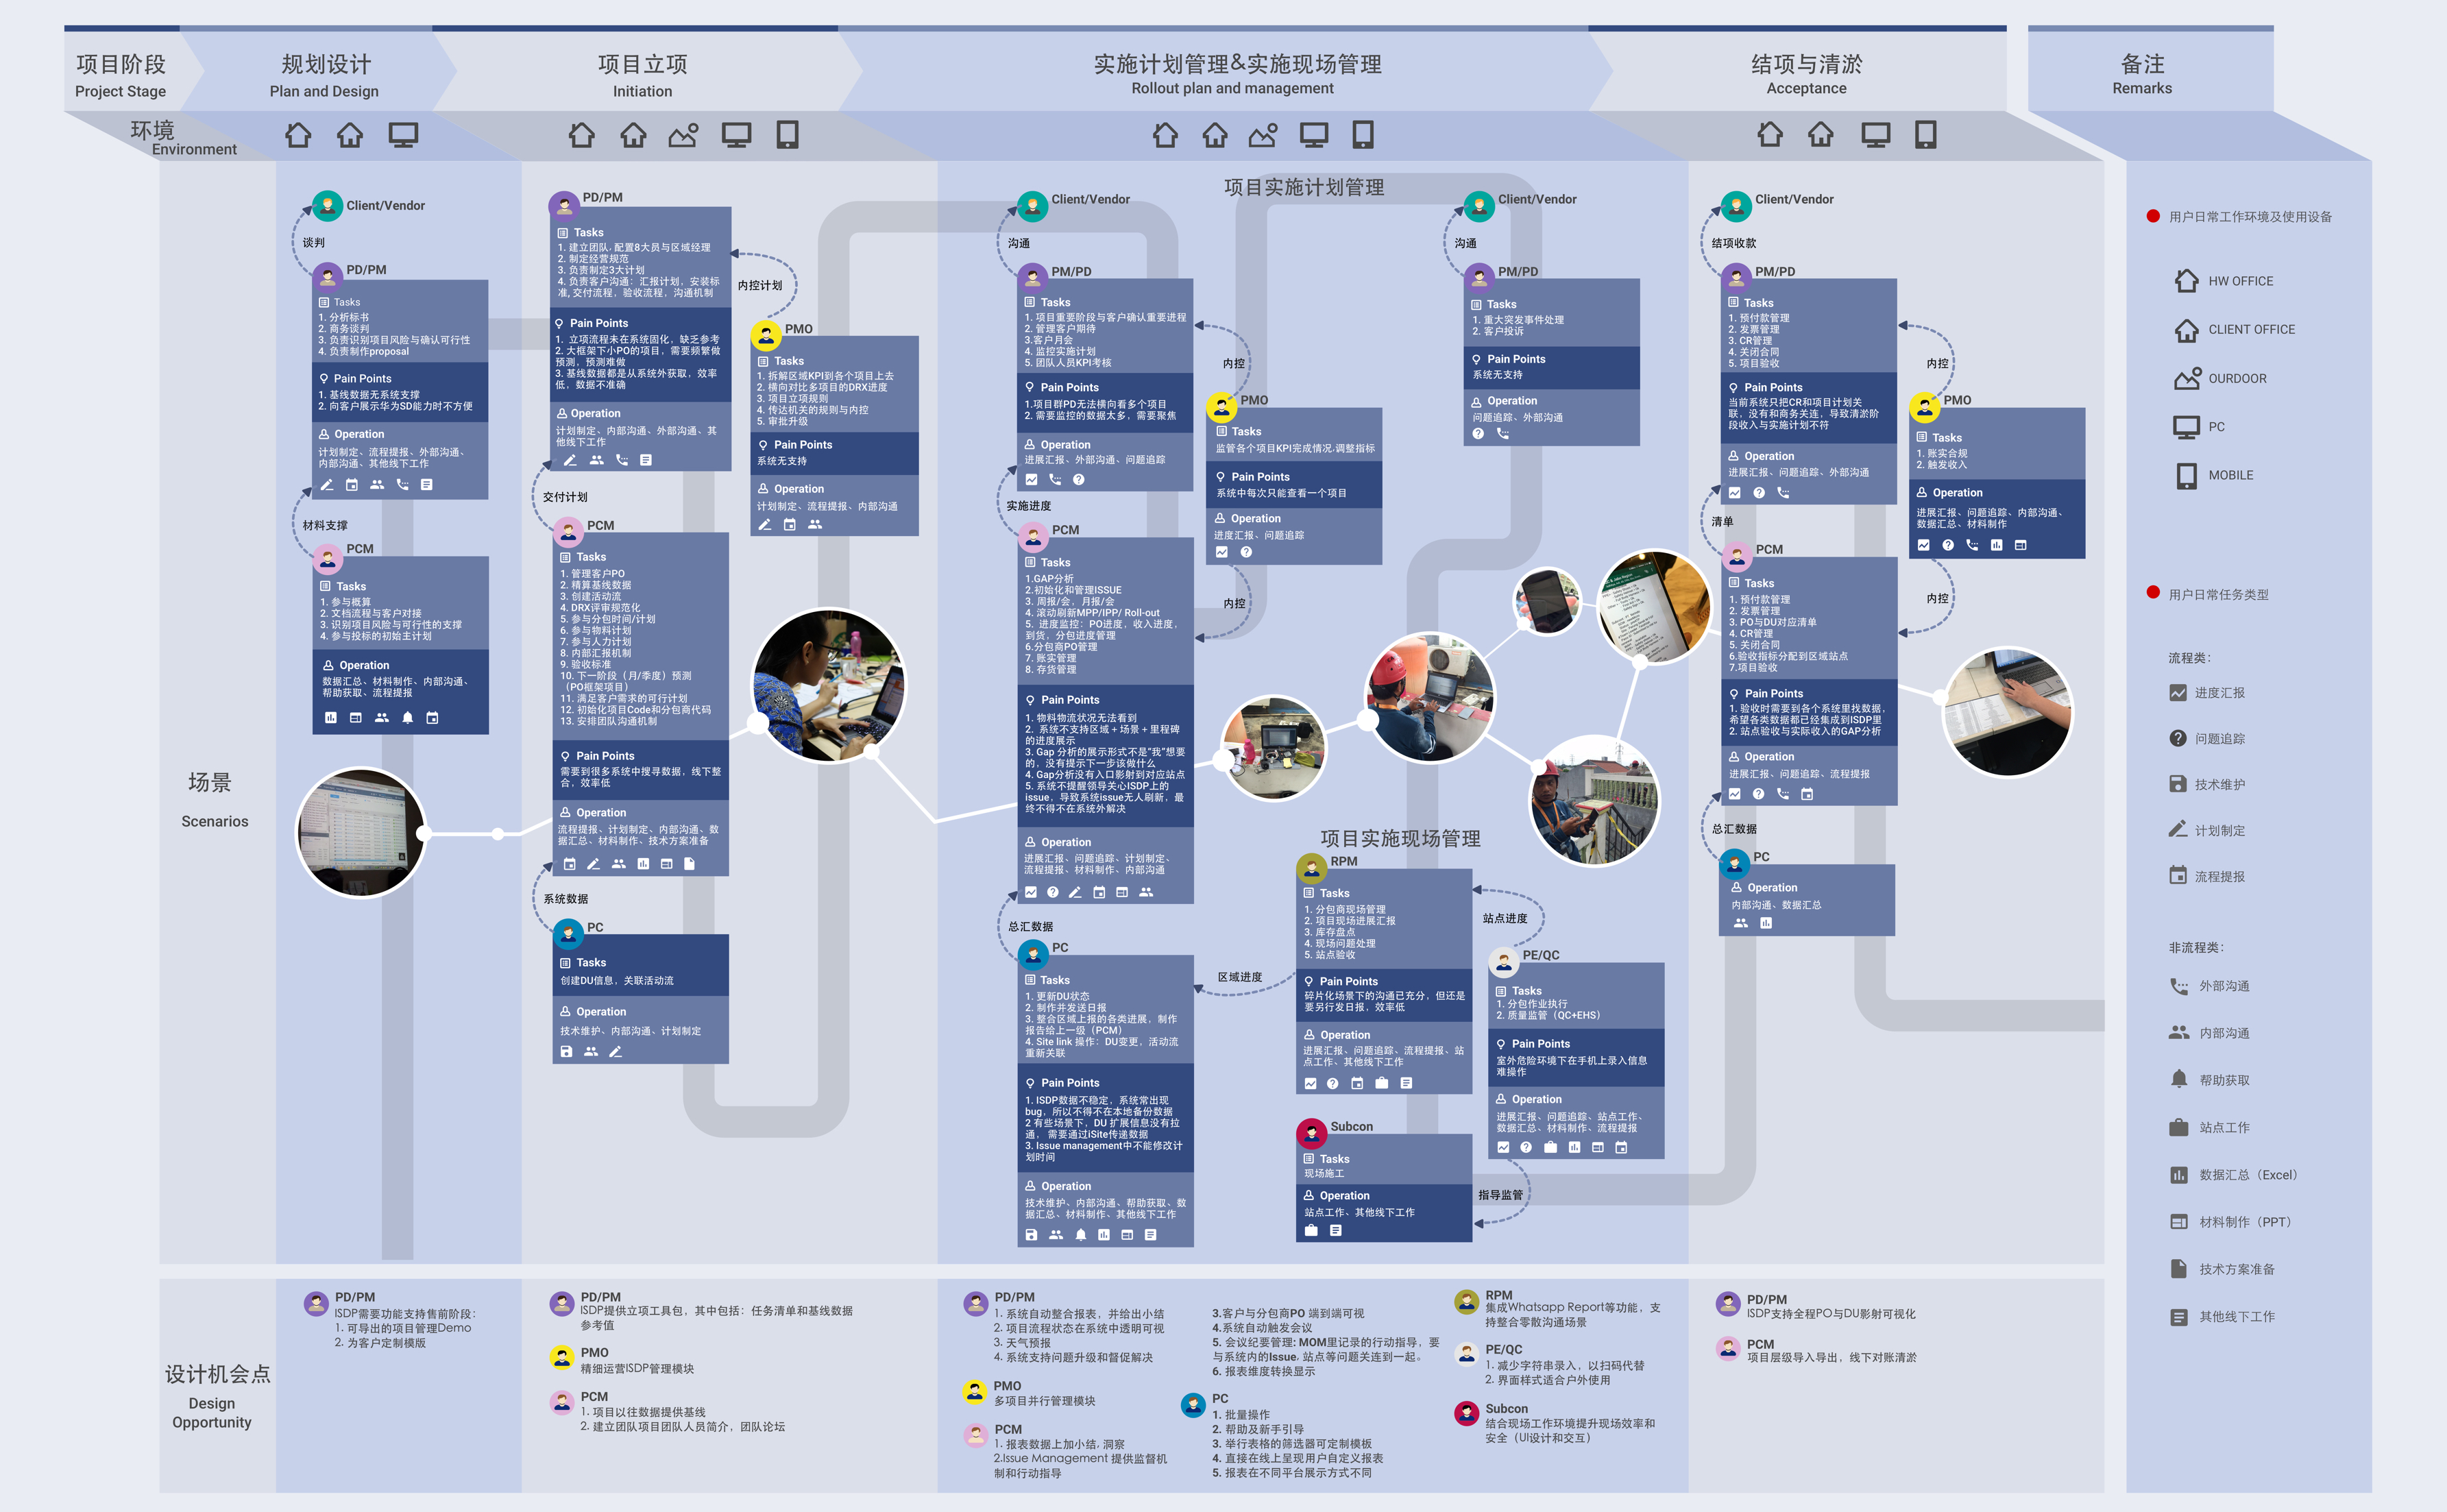 项目阶段
Project Stage
规划设计
Plan and Design
项目立项
Initiation
实施计划管理&实施现场管理
Rollout plan and management
结项与清淤
Acceptance
备注
Remarks
环境
Environment
场景
Scenarios
Client/Vendor
谈判
PD/PM
Tasks
1. 分析标书
2. 商务谈判
3. 负责识别项目风险与确认可行性
4. 负责制作proposal
Pain Points
1. 基线数据无系统支撑
2. 向客户展示华为SD能力时不方便
Operation
计划制定、流程提报、外部沟通、
内部沟通、其他线下工作
材料支撑
PCM
Tasks
1. 参与概算
2. 文档流程与客户对接
3. 识别项目风险与可行性的支撑
4. 参与投标的初始主计划
Operation
数据汇总、材料制作、内部沟通、
帮助获取、流程提报
PD/PM
Tasks
1. 建立团队, 配置8大员与区域经理
2. 制定经营规范
3. 负责制定3大计划
4. 负责客户沟通：汇报计划，安装标
准, 交付流程，验收流程，沟通机制
Pain Points
1. 立项流程未在系统固化，缺乏参考
2. 大框架下小PO的项目，需要频繁做
预测，预测难做
3. 基线数据都是从系统外获取，效率
低，数据不准确
Operation
计划制定、内部沟通、外部沟通、其
他线下工作
内控计划
PMO
Tasks
1. 拆解区域KPI到各个项目上去
2. 横向对比多项目的DRX进度
3. 项目立项规则
4. 传达机关的规则与内控
5. 审批升级
Pain Points
系统无支持
Operation
计划制定、流程提报、内部沟通
交付计划
PCM
Tasks
1. 管理客户PO
2. 精算基线数据
3. 创建活动流
4. DRX评审规范化
5. 参与分包时间/计划
6. 参与物料计划
7. 参与人力计划
8. 内部汇报机制
9. 验收标准
10. 下一阶段（月/季度）预测
（PO框架项目）
11. 满足客户需求的可行计划
12. 初始化项目Code和分包商代码
13. 安排团队沟通机制
Pain Points
需要到很多系统中搜寻数据，线下整
合，效率低
Operation
流程提报、计划制定、内部沟通、数
据汇总、材料制作、技术方案准备
系统数据
PC
Tasks
创建DU信息，关联活动流
Operation
技术维护、内部沟通、计划制定
项目实施计划管理
Client/Vendor
沟通
PM/PD
Tasks
1. 项目重要阶段与客户确认重要进程
2. 管理客户期待
3.客户月会
4. 监控实施计划
5. 团队人员KPI考核
Pain Points
1.项目群PD无法横向看多个项目
2. 需要监控的数据太多，需要聚焦
Operation
进展汇报、外部沟通、问题追踪
内控
PMO
Tasks
监管各个项目KPI完成情况, 调整指标
Pain Points
系统中每次只能查看一个项目
Operation
进度汇报、问题追踪
内控
实施进度
PCM
Tasks
1.GAP分析
2.初始化和管理ISSUE
3. 周报/会，月报/会
4. 滚动刷新MPP/IPP/ Roll-out
5. 进度监控：PO进度，收入进度，
到货，分包进度管理
6.分包商PO管理
7. 账实管理
8. 存货管理
Pain Points
1. 物料物流状况无法看到
2. 系统不支持区域 + 场景 + 里程碑
的进度展示
3. Gap 分析的展示形式不是“我”想要
的，没有提示下一步该做什么
4. Gap分析没有入口影射到对应站点
5. 系统不提醒领导关心ISDP上的
issue，导致系统issue无人刷新，最
终不得不在系统外解决
Operation
进展汇报、问题追踪、计划制定、
流程提报、材料制作、内部沟通
总汇数据
PC
Tasks
1. 更新DU状态
2. 制作并发送日报
3. 整合区域上报的各类进展，制作
报告给上一级（PCM）
4. Site link 操作：DU变更，活动流
重新关联
Pain Points
1. ISDP数据不稳定，系统常出现
bug，所以不得不在本地备份数据
2 有些场景下，DU 扩展信息没有拉
通， 需要通过iSite传递数据
3. Issue management中不能修改计
划时间
Operation
技术维护、内部沟通、帮助获取、数
据汇总、材料制作、其他线下工作
Client/Vendor
沟通
PM/PD
Tasks
1. 重大突发事件处理
2. 客户投诉
Pain Points
系统无支持
Operation
问题追踪、外部沟通
项目实施现场管理
RPM
Tasks
1. 分包商现场管理
2. 项目现场进展汇报
3. 库存盘点
4. 现场问题处理
5. 站点验收
Pain Points
碎片化场景下的沟通已充分，但还是
要另行发日报，效率低
Operation
进展汇报、问题追踪、流程提报、站
点工作、其他线下工作
区域进度
站点进度
PE/QC
Tasks
1. 分包作业执行
2. 质量监管（QC+EHS）
Pain Points
室外危险环境下在手机上录入信息
难操作
Operation
进展汇报、问题追踪、站点工作、
数据汇总、材料制作、流程提报
指导监管
Subcon
Tasks
现场施工
Operation
站点工作、其他线下工作
Client/Vendor
结项收款
PM/PD
Tasks
1. 预付款管理
2. 发票管理
3. CR管理
4. 关闭合同
5. 项目验收
Pain Points
当前系统只把CR和项目计划关
联，没有和商务关连，导致清淤阶
段收入与实施计划不符
Operation
进展汇报、问题追踪、外部沟通
内控
PMO
Tasks
1. 账实合规
2. 触发收入
Operation
进展汇报、问题追踪、内部沟通、
数据汇总、材料制作
内控
清单
PCM
Tasks
1. 预付款管理
2. 发票管理
3. PO与DU对应清单
4. CR管理
5. 关闭合同
6.验收指标分配到区域站点
7.项目验收
Pain Points
1. 验收时需要到各个系统里找数据，
希望各类数据都已经集成到ISDP里
2. 站点验收与实际收入的GAP分析
Operation
进展汇报、问题追踪、流程提报
总汇数据
PC
Operation
内部沟通、数据汇总
用户日常工作环境及使用设备
HW OFFICE
CLIENT OFFICE
OURDOOR
PC
MOBILE
用户日常任务类型
流程类：
进度汇报
问题追踪
技术维护
计划制定
流程提报
非流程类：
外部沟通
内部沟通
帮助获取
站点工作
数据汇总（Excel）
材料制作（PPT）
技术方案准备
其他线下工作
设计机会点
Design
Opportunity
PD/PM
ISDP需要功能支持售前阶段：
1. 可导出的项目管理Demo
2. 为客户定制模版
PD/PM
ISDP提供立项工具包，其中包括：任务清单和基线数据
参考值
PMO
精细运营ISDP管理模块
PCM
1. 项目以往数据提供基线
2. 建立团队项目团队人员简介，团队论坛
PD/PM
1. 系统自动整合报表，并给出小结
2. 项目流程状态在系统中透明可视
3. 天气预报
4. 系统支持问题升级和督促解决
PMO
多项目并行管理模块
PCM
1. 报表数据上加小结, 洞察
2.Issue Management 提供监督机
制和行动指导
3.客户与分包商PO 端到端可视
4.系统自动触发会议
5. 会议纪要管理: MOM里记录的行动指导，要
与系统内的Issue, 站点等问题关连到一起。
6. 报表维度转换显示
PC
1. 批量操作
2. 帮助及新手引导
3. 举行表格的筛选器可定制模板
4. 直接在线上呈现用户自定义报表
5. 报表在不同平台展示方式不同
RPM
集成Whatsapp Report等功能，支
持整合零散沟通场景
PE/QC
1. 减少字符串录入，以扫码代替
2. 界面样式适合户外使用
Subcon
结合现场工作环境提升现场效率和
安全（UI设计和交互）
PD/PM
ISDP支持全程PO与DU影射可视化
PCM
项目层级导入导出，线下对账清淤